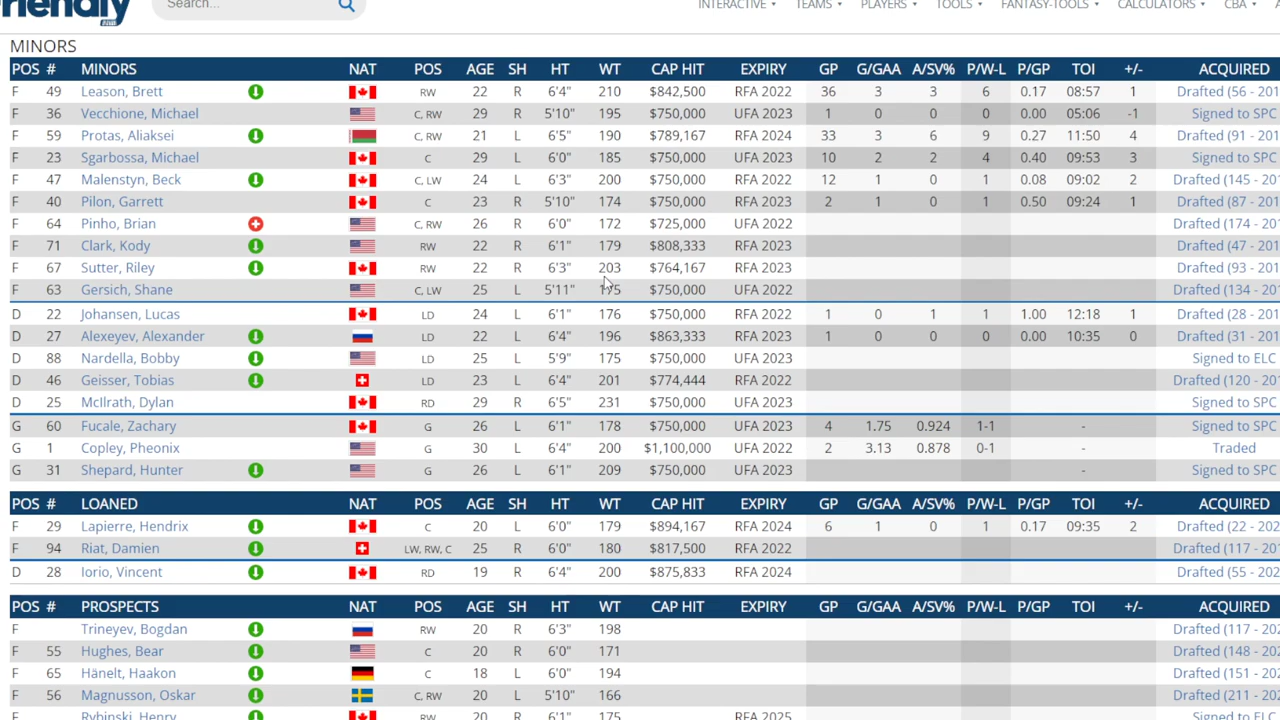 Friendly
Search... INTERACTIVE TEAMS PLAYERS TOOLS FANTASY-TOOLS CALCULATORS CBA
MINORS
POS # MINORS NAT POS AGE SH HT WT CAP HIT EXPIRY GP G/GAA A/SV% P/W-L P/GP TOI +/- ACQUIRED
F 49 Leason, Brett RW 22 R 6'4" 210 $842,500 RFA 2022 36 3 3 6 0.17 08:57 1 Drafted (56 - 201
F 36 Vecchione, Michael C, RW 29 R 5'10" 195 $750,000 UFA 2023 1 0 0 0 0.00 05:06 -1 Signed to SPC
F 59 Protas, Aliaksei C 21 L 6'5" 190 $789,167 RFA 2024 33 3 6 9 0.27 11:50 4 Drafted (91 - 201
F 23 Sgarbossa, Michael C 29 L 6'0" 185 $750,000 UFA 2023 10 2 2 4 0.40 09:53 3 Signed to SPC
F 47 Malenstyn, Beck C, LW 24 L 6'3" 200 $750,000 RFA 2022 12 1 0 1 0.08 09:02 2 Drafted (145 - 20
F 40 Pilon, Garrett C 23 R 5'10" 174 $750,000 RFA 2023 2 1 0 1 0.50 09:24 1 Drafted (87 - 201
F 64 Pinho, Brian C, RW 26 R 6'0" 172 $725,000 UFA 2022 Drafted (174 - 20
F 71 Clark, Kody RW 22 R 6'1" 179 $808,333 RFA 2023 Drafted (47 - 201
F 67 Sutter, Riley RW 22 R 6'3" 203 $764,167 RFA 2023 Drafted (93 - 201
F 63 Gersich, Shane C, LW 25 L 5'11" $750,000 UFA 2022 Drafted (134 - 20
D 22 Johansen, Lucas LD 24 L 6'1" 176 $750,000 RFA 2022 1 0 1 1 1.00 12:18 1 Drafted (28 - 201
D 27 Alexeyev, Alexander LD 22 L 6'4" 196 $863,333 RFA 2023 1 0 0 0 0.00 10:35 0 Drafted (31 - 201
D 88 Nardella, Bobby LD 25 L 5'9" 175 $750,000 UFA 2022 Signed to ELC
D 46 Geisser, Tobias LD 23 L 6'4" 201 $774,444 RFA 2022 Drafted (120 - 20
D 25 McIlrath, Dylan RD 29 R 6'5" 231 $750,000 UFA 2023 Signed to SPC
G 60 Fucale, Zachary G 26 L 6'1" 178 $750,000 UFA 2023 4 1.75 0.924 1-1 - Signed to SPC
G 1 Copley, Pheonix G 30 L 6'4" 200 $1,100,000 UFA 2022 2 3.13 0.878 0-1 - Traded
G 31 Shepard, Hunter G 26 L 6'1" 209 $750,000 UFA 2023 - Signed to SPC
POS # LOANED NAT POS AGE SH HT WT CAP HIT EXPIRY GP G/GAA A/SV% P/W-L P/GP TOI +/- ACQUIRED
F 29 Lapierre, Hendrix C 20 L 6'0" 179 $894,167 RFA 2024 6 1 0 1 0.17 09:35 2 Drafted (22 - 202
F 94 Riat, Damien LW, RW, C 25 R 6'0" 180 $817,500 RFA 2022 Drafted (117 - 201
D 28 Iorio, Vincent RD 19 R 6'4" 200 $875,833 RFA 2024 Drafted (55 - 202
POS # PROSPECTS NAT POS AGE SH HT WT CAP HIT EXPIRY GP G/GAA A/SV% P/W-L P/GP TOI +/- ACQUIRED
F Trineyev, Bogdan RW 20 R 6'3" 198 Drafted (117 - 202
F 55 Hughes, Bear C 20 R 6'0" 171 Drafted (148 - 202
F 65 Hänelt, Haakon C 18 L 6'0" 194 Drafted (151 - 202
F 56 Magnusson, Oskar C, RW 20 L 5'10" 166 Drafted (211 - 202
F Rybinski, Henry RW 20 R 6'1" 175 RFA 2025 Signed to ELC